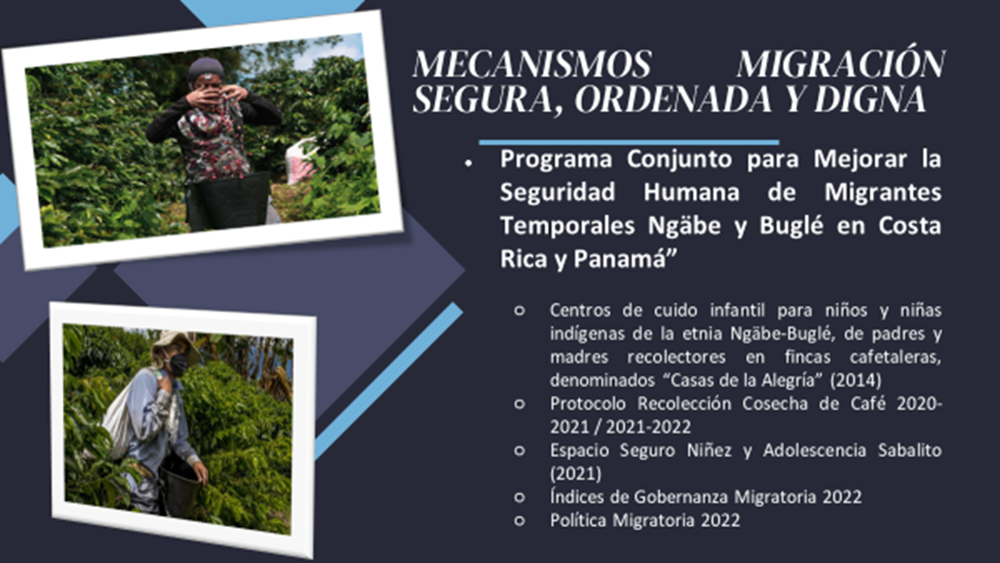 MECANISMOS MIGRACIÓN
SEGURA, ORDENADA Y DIGNA
• Programa Conjunto para Mejorar la
Seguridad Humana de Migrantes
Temporales Ngäbe y Buglé en Costa
Rica y Panamá”
o Centros de cuido infantil para niños y niñas
indígenas de la etnia Ngäbe-Buglé, de padres y
madres recolectores en fincas cafetaleras,
denominados “Casas de la Alegría” (2014)
o Protocolo Recolección Cosecha de Café 2020-
2021 / 2021-2022
o Espacio Seguro Niñez y Adolescencia Sabalito
(2021)
o Índices de Gobernanza Migratoria 2022
o Política Migratoria 2022